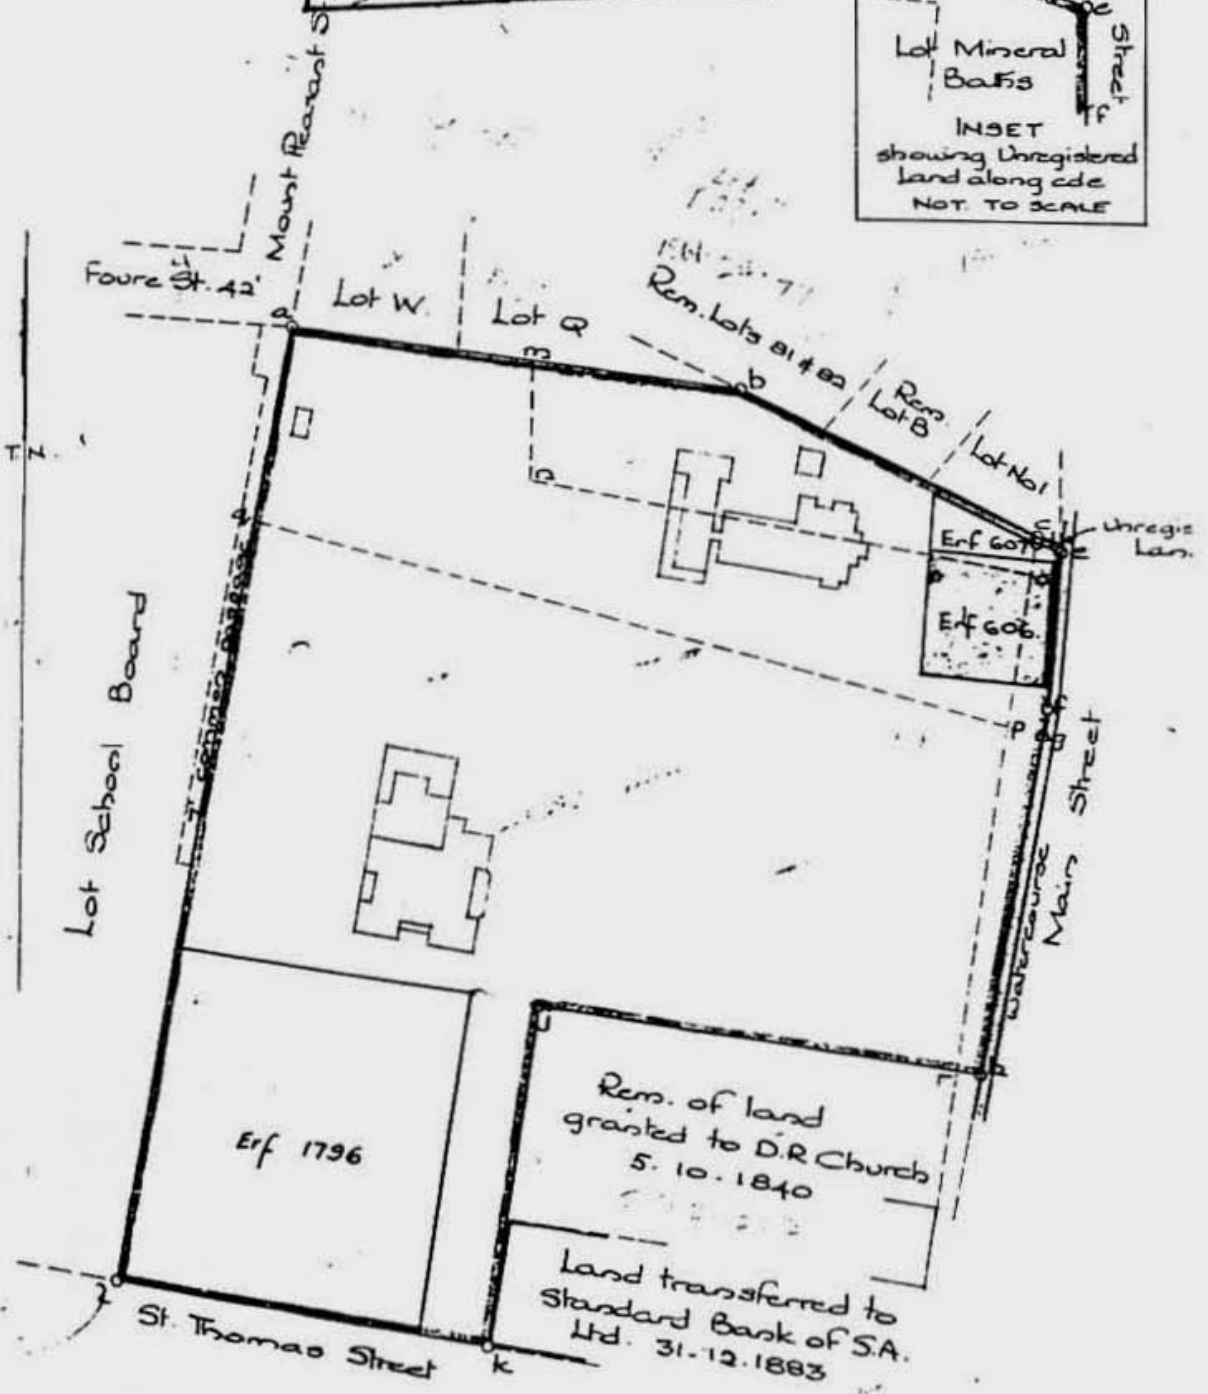 Street
Lot Mineral
Baths
INSET
showing Unregistered
Land along cde
NOT TO SCALE
Mount Pleasant S
Foure St. 42'
Lot W.
Lot Q
Rem. Lots 81 & 82
Rem.
Lot B
Lot No 1
T N.
a
B
b
D
c
e
Unregis
Lan.
Erf 607
Erf 606.
P
Lot School Board
Watercourse
Main Street
Erf 1796
Rem. of land
granted to D.R. Church
5. 10. 1840
Land transferred to
Standard Bank of S.A.
Ltd. 31.12.1883
St. Thomas Street
k